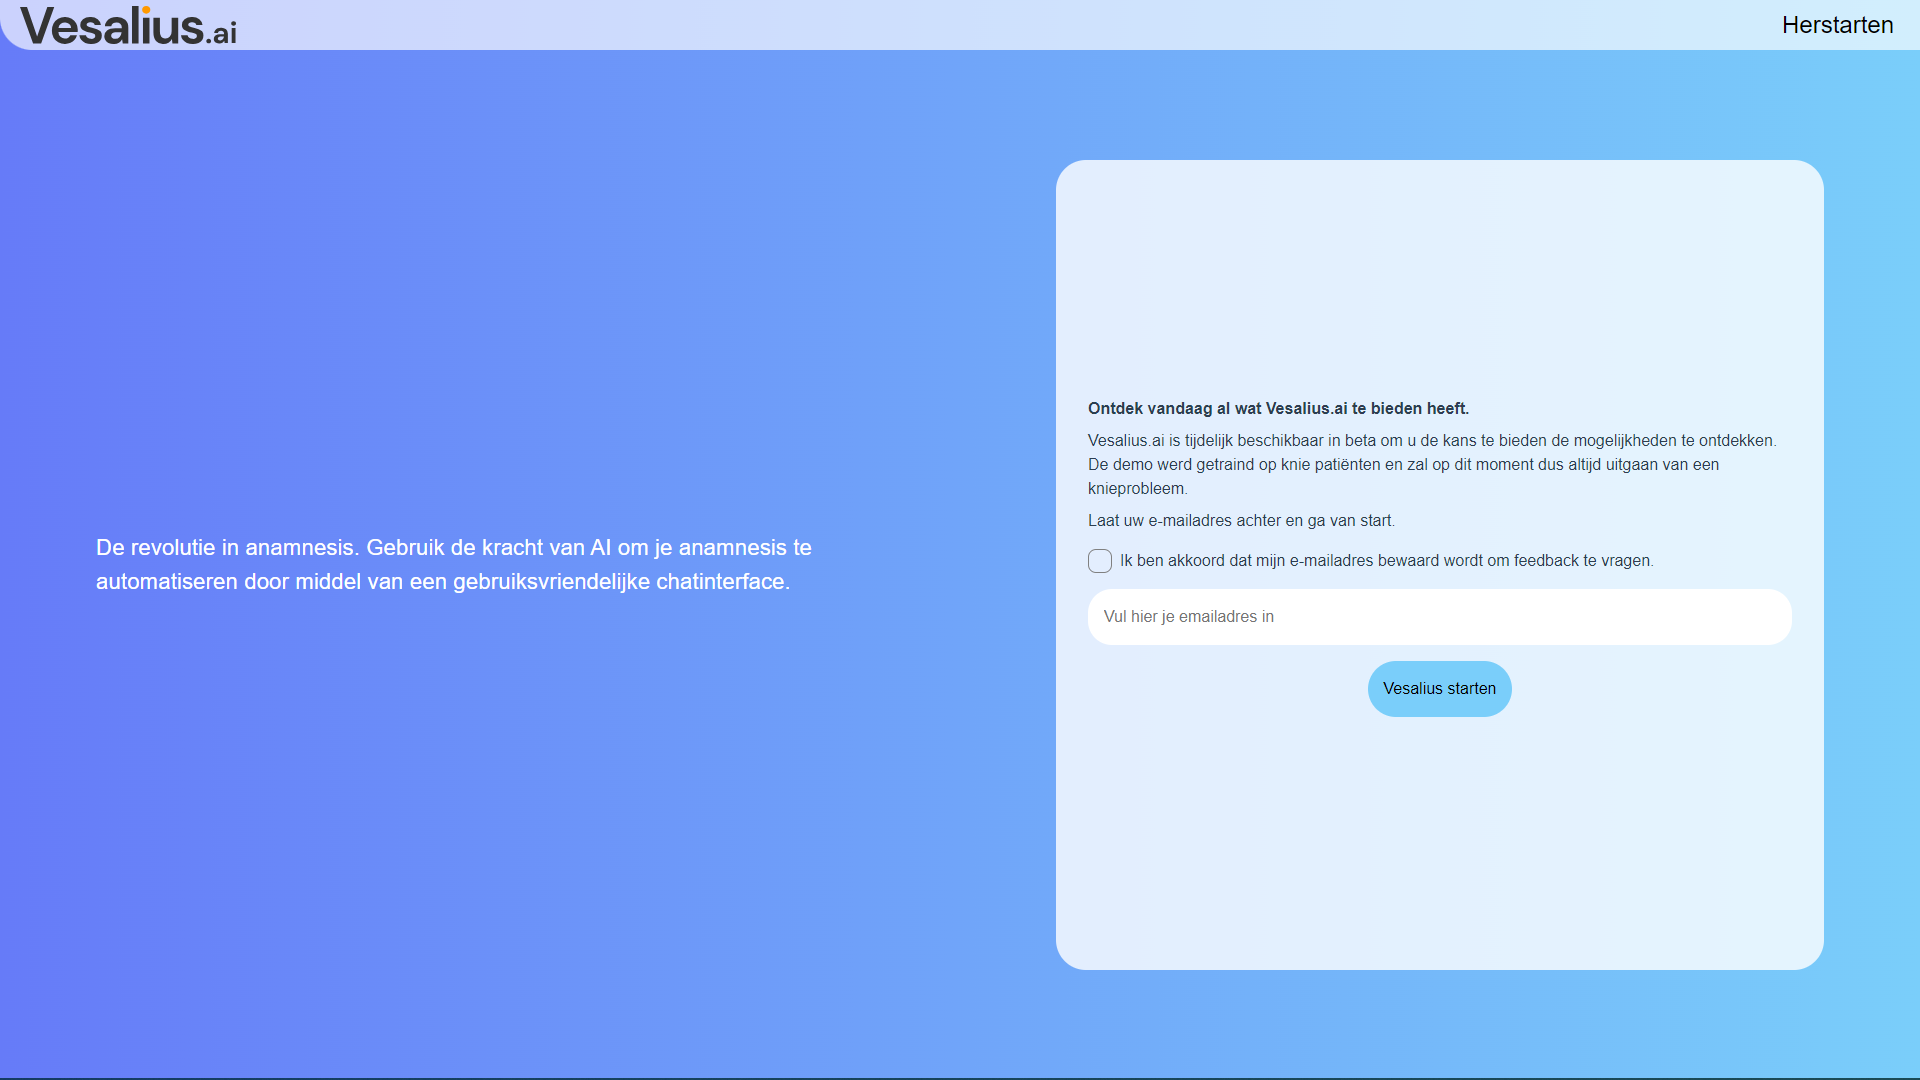 Vesalius.ai
Herstarten
De revolutie in anamnesis. Gebruik de kracht van AI om je anamnesis te
automatiseren door middel van een gebruiksvriendelijke chatinterface.
Ontdek vandaag al wat Vesalius.ai te bieden heeft.
Vesalius.ai is tijdelijk beschikbaar in beta om u de kans te bieden de mogelijkheden te ontdekken.
De demo werd getraind op knie patiënten en zal op dit moment dus altijd uitgaan van een
knieprobleem.
Laat uw e-mailadres achter en ga van start.
Ik ben akkoord dat mijn e-mailadres bewaard wordt om feedback te vragen.
Vul hier je emailadres in
Vesalius starten